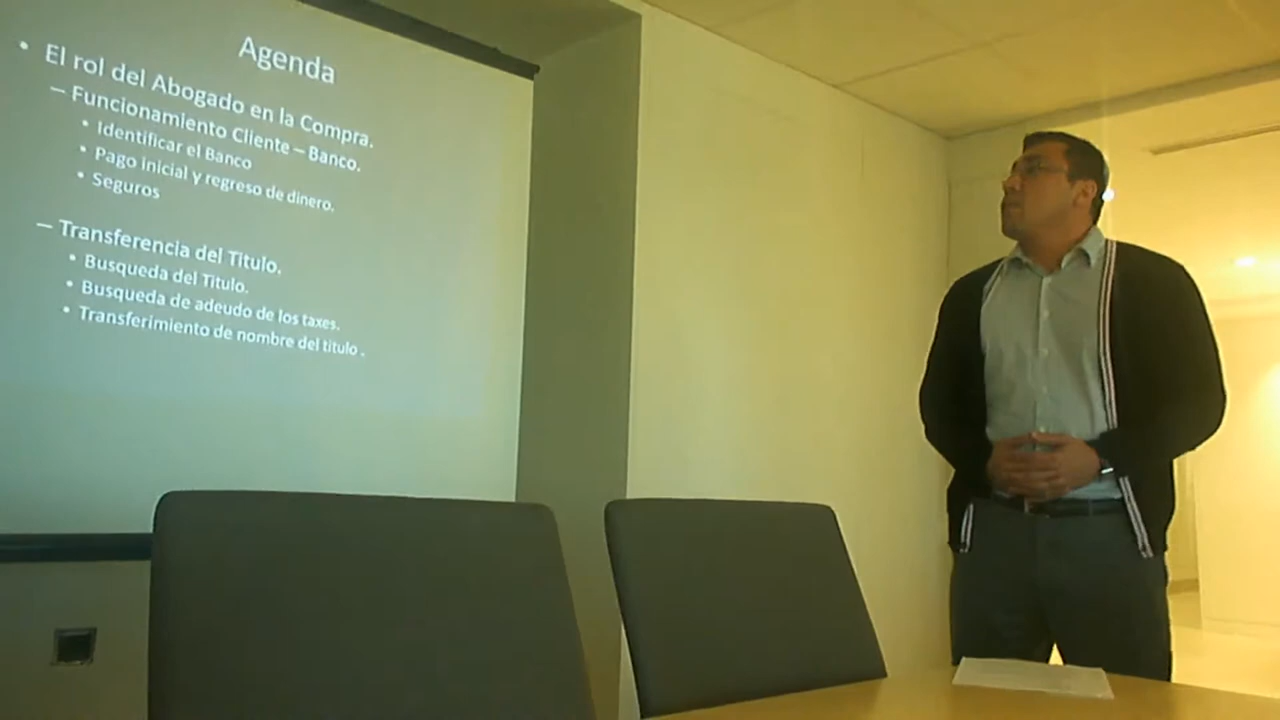 Agenda
• El rol del Abogado en la Compra.
– Funcionamiento Cliente – Banco.
• Identificar el Banco
• Pago inicial y regreso de dinero.
• Seguros
– Transferencia del Titulo.
• Busqueda del Titulo.
• Busqueda de adeudo de los taxes.
• Transferimiento de nombre del titulo .